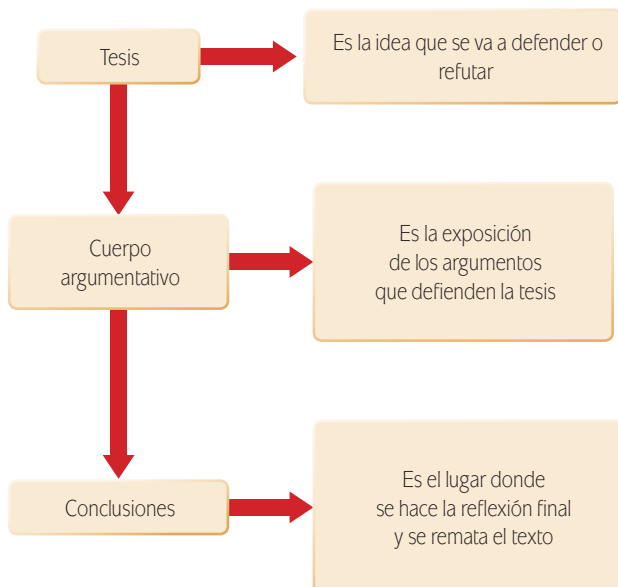 Tesis
Es la idea que se va a defender o
refutar
Cuerpo
argumentativo
Es la exposición
de los argumentos
que defienden la tesis
Conclusiones
Es el lugar donde
se hace la reflexión final
y se remata el texto